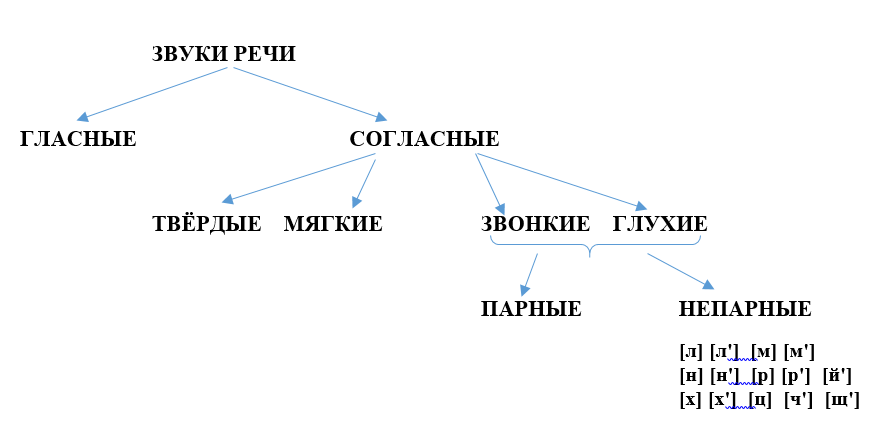 ЗВУКИ РЕЧИ
ГЛАСНЫЕ СОГЛАСНЫЕ
ТВЁРДЫЕ МЯГКИЕ ЗВОНКИЕ ГЛУХИЕ
ПАРНЫЕ НЕПАРНЫЕ
[л] [л'] [м] [м']
[н] [н'] [р] [р'] [й']
[х] [х'] [ц] [ч'] [щ']